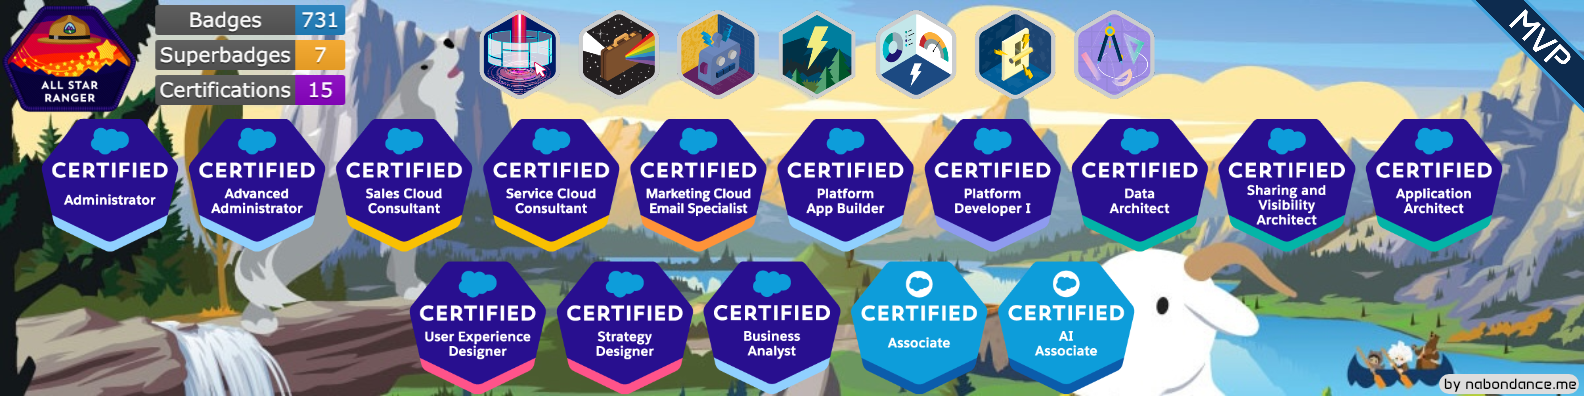 ALL STAR
RANGER
Badges 731
Superbadges 7
Certifications 15
MVP
CERTIFIED
Administrator
CERTIFIED
Advanced
Administrator
CERTIFIED
Sales Cloud
Consultant
CERTIFIED
Service Cloud
Consultant
CERTIFIED
Marketing Cloud
Email Specialist
CERTIFIED
Platform
App Builder
CERTIFIED
Platform
Developer I
CERTIFIED
Data
Architect
CERTIFIED
Sharing and
Visibility
Architect
CERTIFIED
Application
Architect
CERTIFIED
User Experience
Designer
CERTIFIED
Strategy
Designer
CERTIFIED
Business
Analyst
CERTIFIED
Associate
CERTIFIED
AI
Associate
by nabondance.me